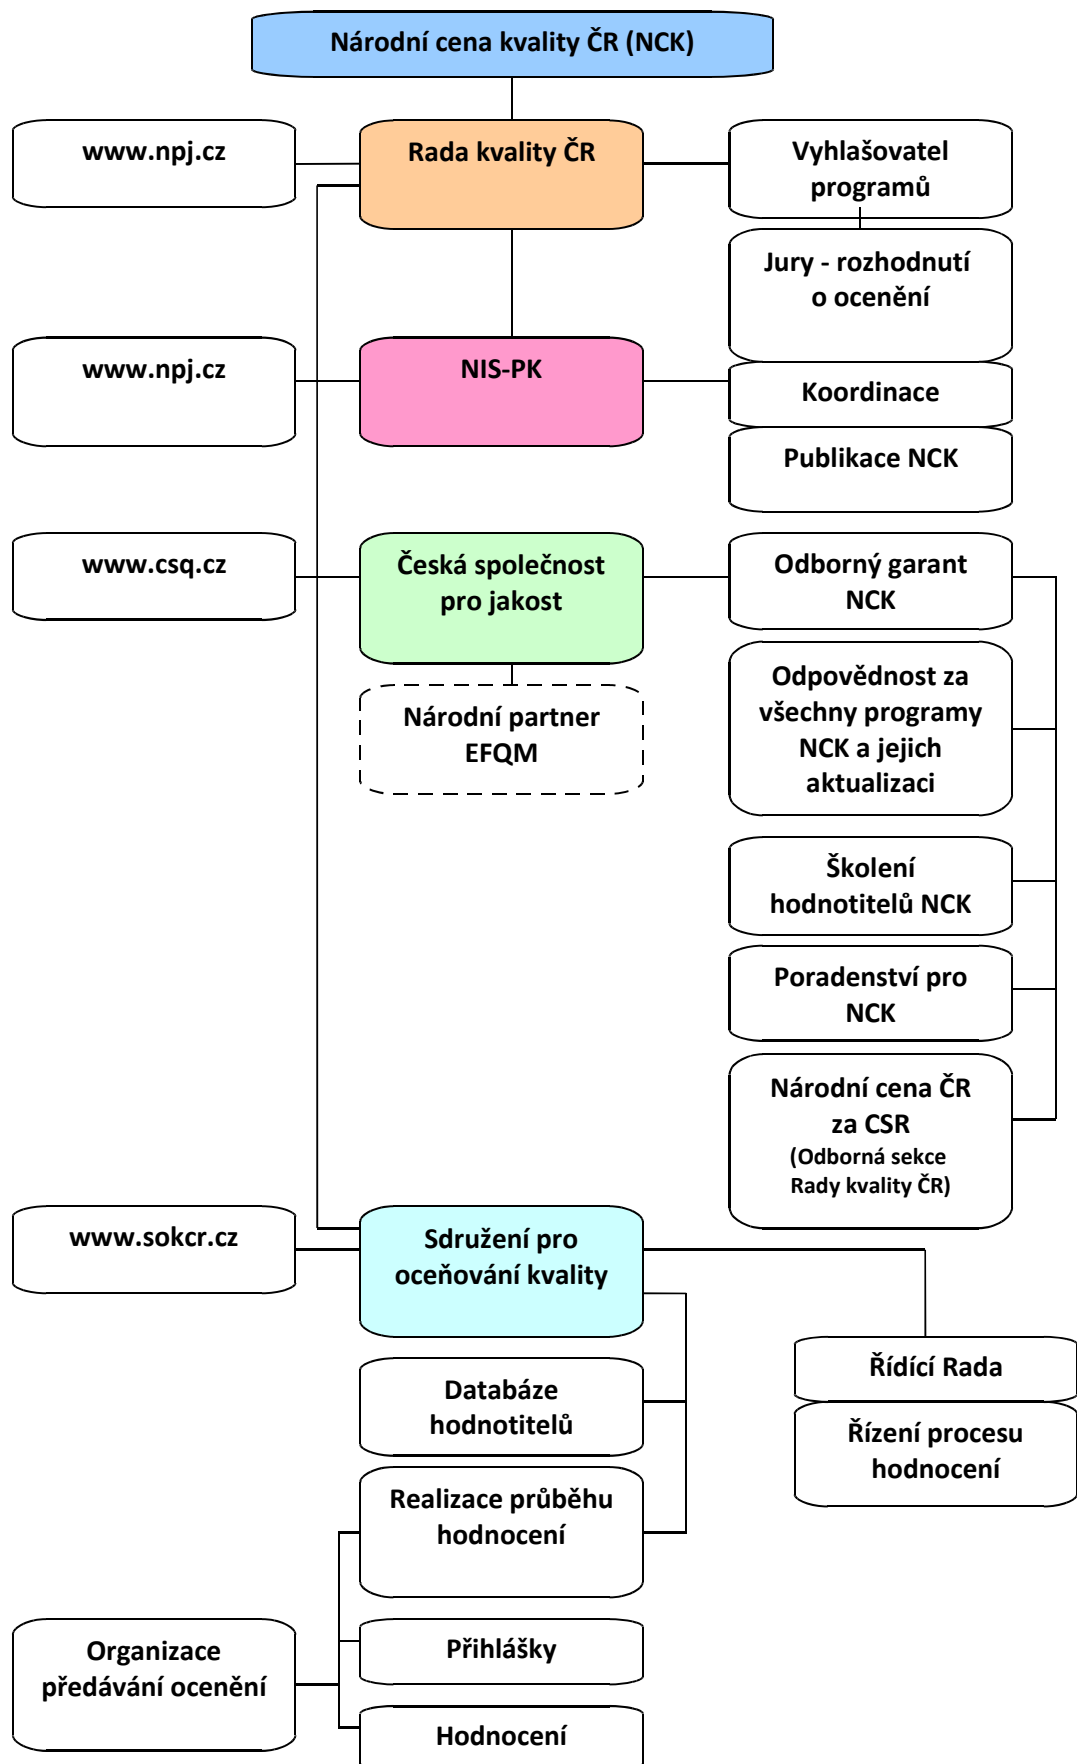 Národní cena kvality ČR (NCK)
www.npj.cz
Rada kvality ČR
Vyhlašovatel
programů
Jury - rozhodnutí
o ocenění
www.npj.cz
NIS-PK
Koordinace
Publikace NCK
www.csq.cz
Česká společnost
pro jakost
Odborný garant
NCK
Národní partner
EFQM
Odpovědnost za
všechny programy
NCK a jejich
aktualizaci
Školení
hodnotitelů NCK
Poradenství pro
NCK
Národní cena ČR
za CSR
(Odborná sekce
Rady kvality ČR)
www.sokcr.cz
Sdružení pro
oceňování kvality
Řídící Rada
Řízení procesu
hodnocení
Databáze
hodnotitelů
Realizace průběhu
hodnocení
Organizace
předávání ocenění
Přihlášky
Hodnocení